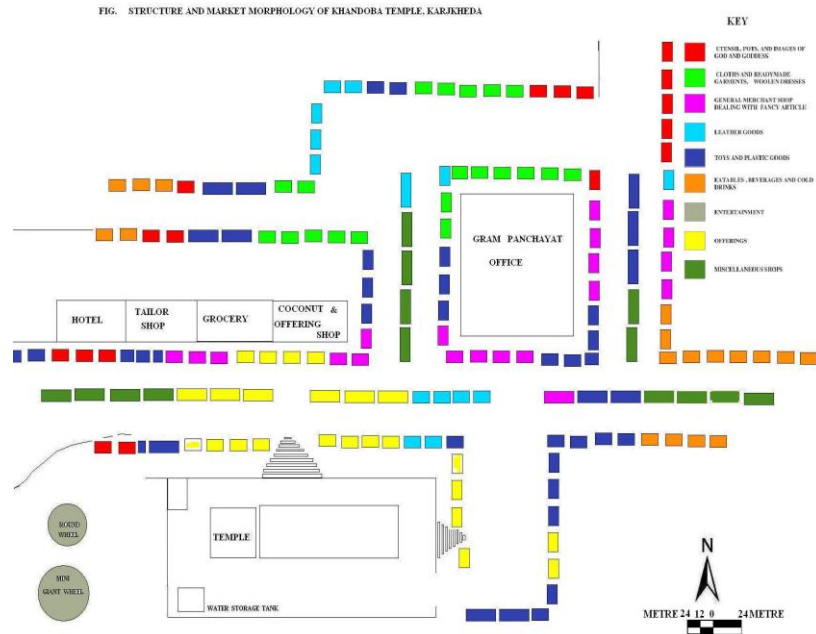 FIG. STRUCTURE AND MARKET MORPHOLOGY OF KHANDOBA TEMPLE, KARJKHEDA
KEY
UTENSIL, POTS, AND IMAGES OF
GOD AND GODDESS
CLOTHS AND READYMADE
GARMENTS, WOOLEN DRESSES
GENERAL MERCHANT SHOP
DEALING WITH FANCY ARTICLE
LEATHER GOODS
TOYS AND PLASTIC GOODS
EATABLES, BEVERAGES AND COLD
DRINKS
ENTERTAINMENT
OFFERINGS
MISCELLANEOUS SHOPS
GRAM PANCHAYAT
OFFICE
HOTEL
TAILOR
SHOP
GROCERY
COCONUT &
OFFERING
SHOP
ROUND
WHEEL
MINI
GIANT WHEEL
TEMPLE
WATER STORAGE TANK
N
METRE 24 12 0 24 METRE